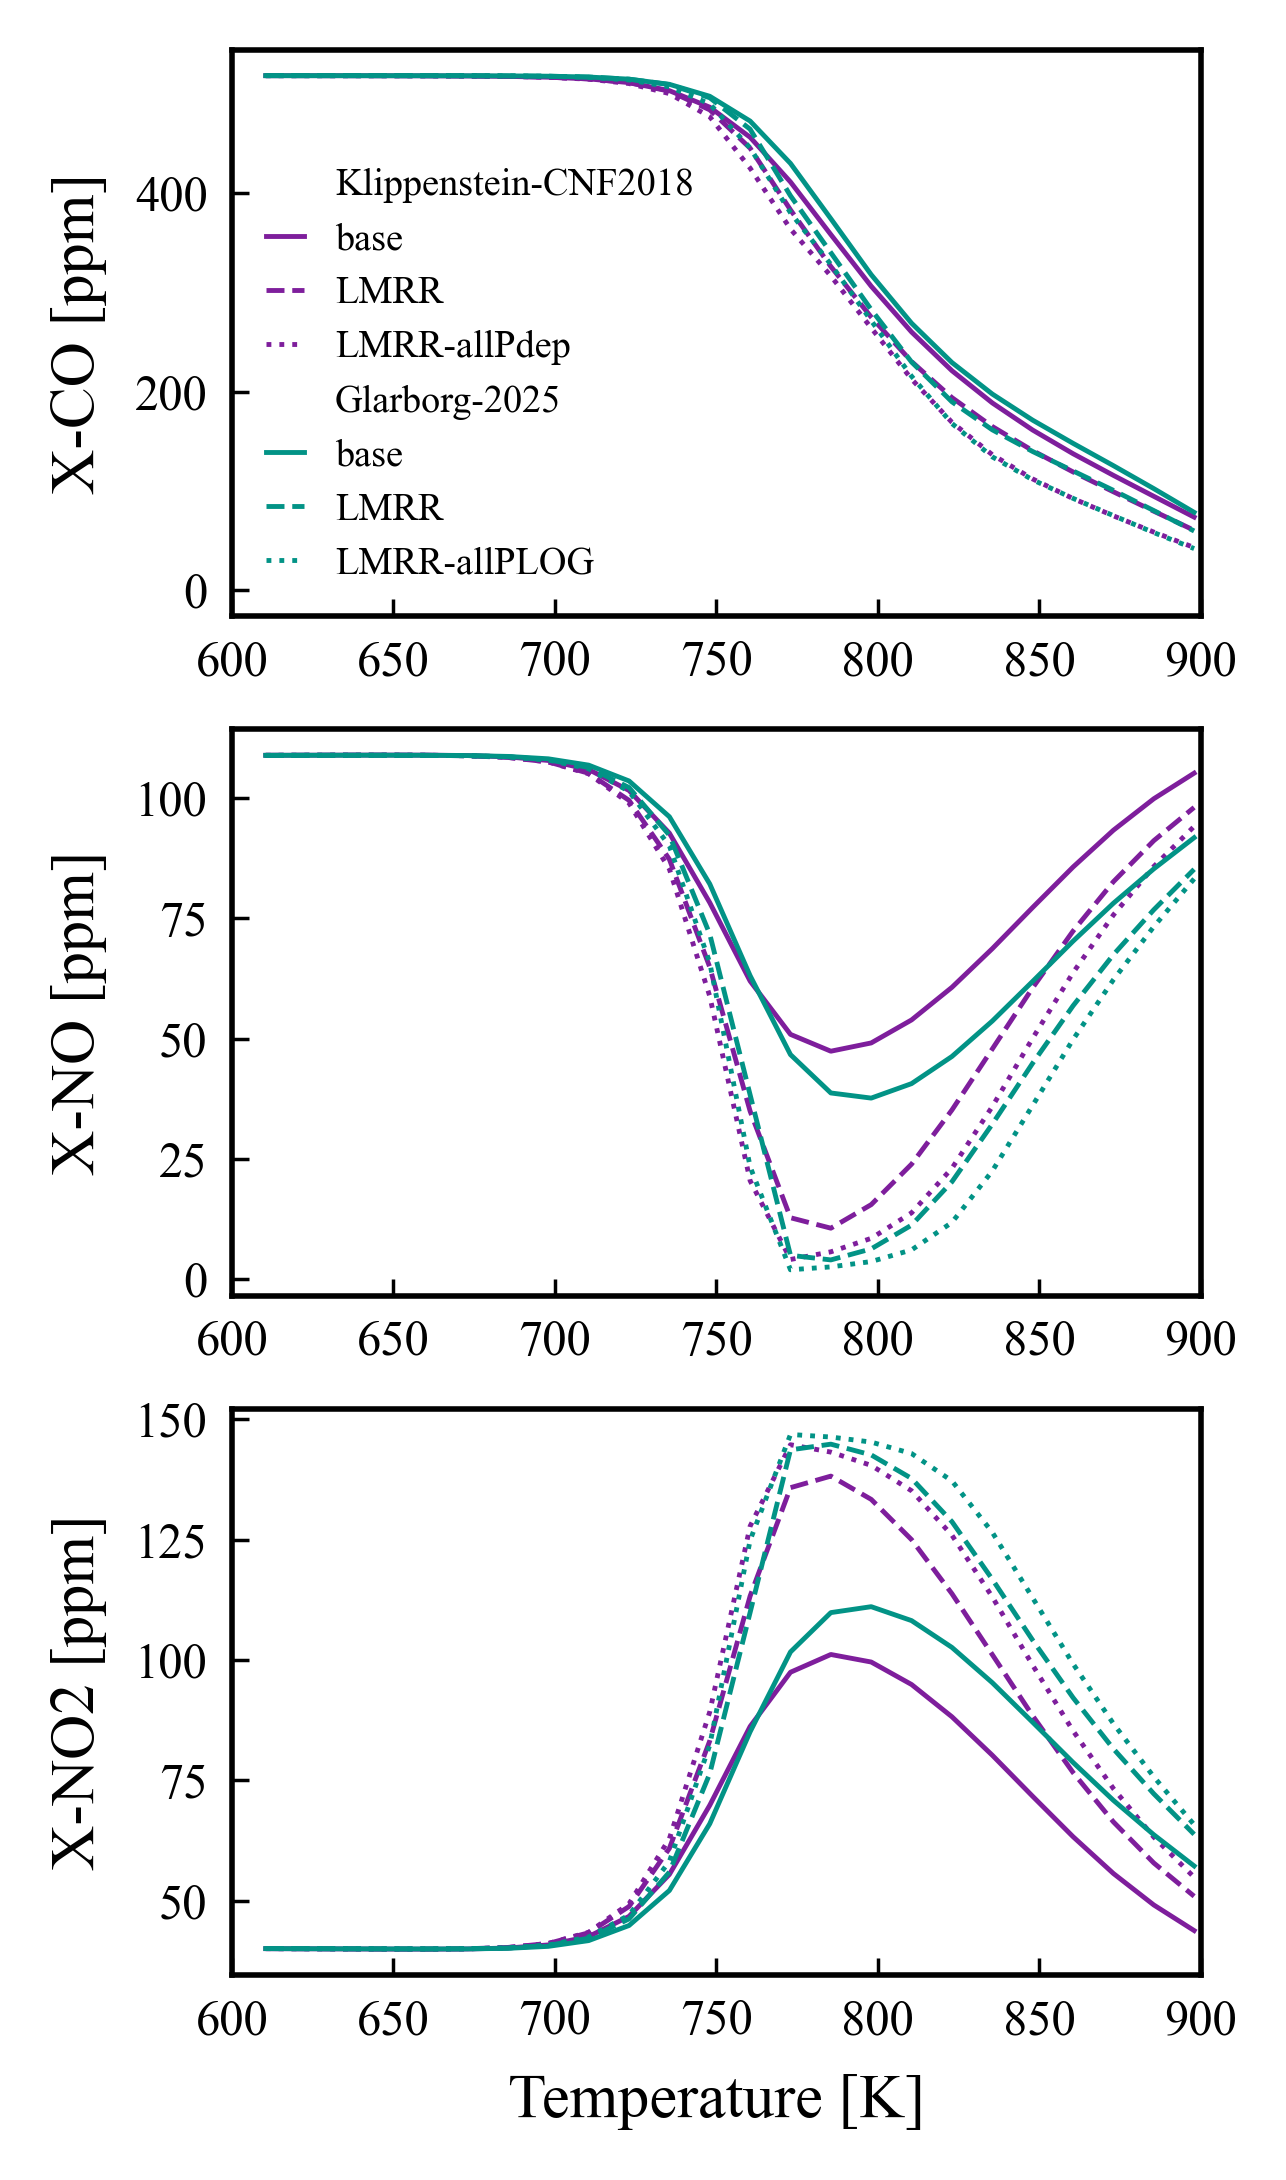 X-CO [ppm]
400
200
0
Klippenstein-CNF2018
base
LMRR
LMRR-allPdep
Glarborg-2025
base
LMRR
LMRR-allPLOG
600 650 700 750 800 850 900
X-NO [ppm]
100
75
50
25
0
600 650 700 750 800 850 900
X-NO2 [ppm]
150
125
100
75
50
600 650 700 750 800 850 900
Temperature [K]